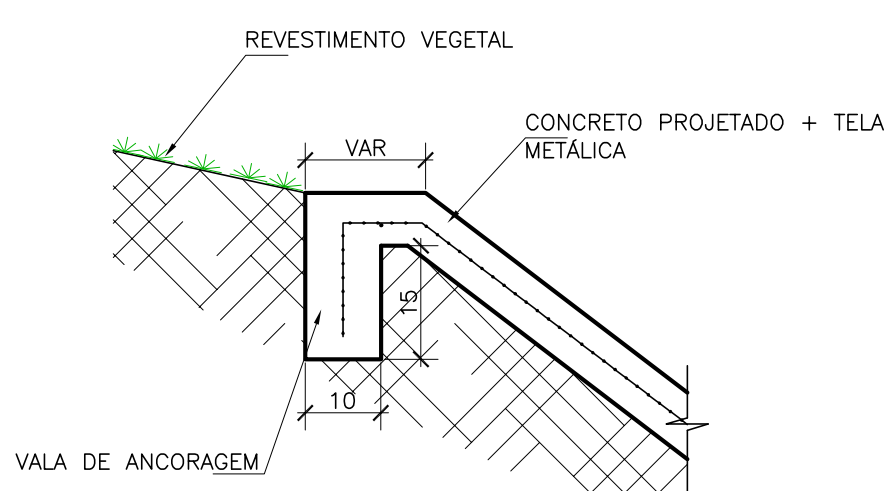 REVESTIMENTO VEGETAL
CONCRETO PROJETADO + TELA
METÁLICA
VAR
15
10
VALA DE ANCORAGEM